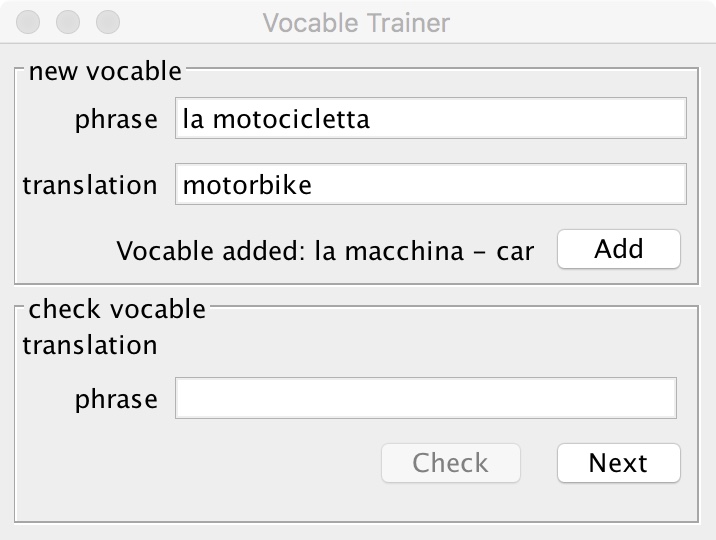 Vocable Trainer
new vocable
phrase la motocicletta
translation motorbike
Vocable added: la macchina – car Add
check vocable
translation
phrase
Check Next